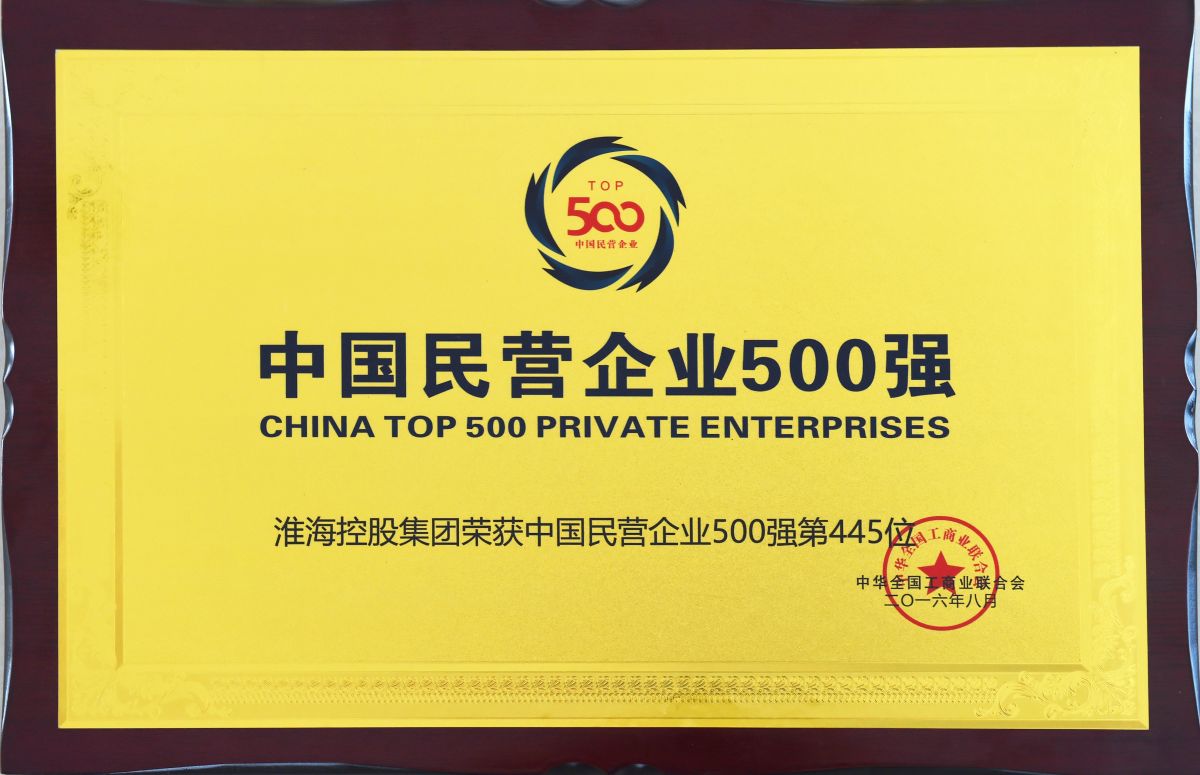 TOP
500
中国民营企业
中国民营企业500强
CHINA TOP 500 PRIVATE ENTERPRISES
淮海控股集团荣获中国民营企业500强第445位
中华全国工商业联合会
中华全国工商业联合会
二〇一六年八月